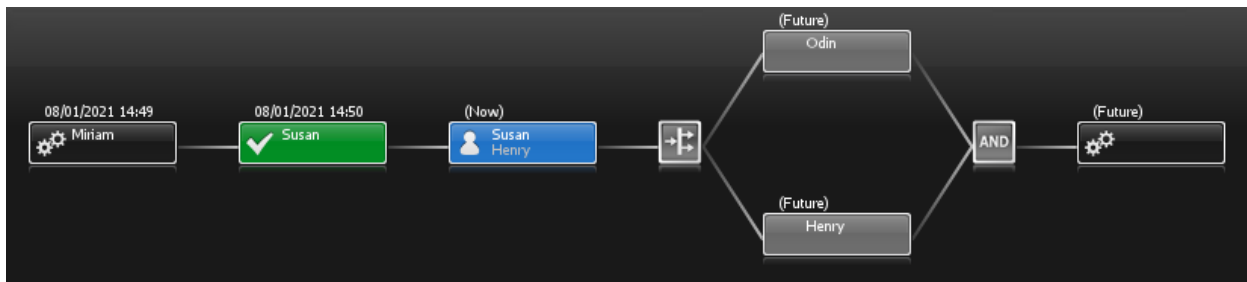 08/01/2021 14:49
Miriam
08/01/2021 14:50
Susan
(Now)
Susan
Henry
(Future)
Odin
(Future)
Henry
AND
(Future)